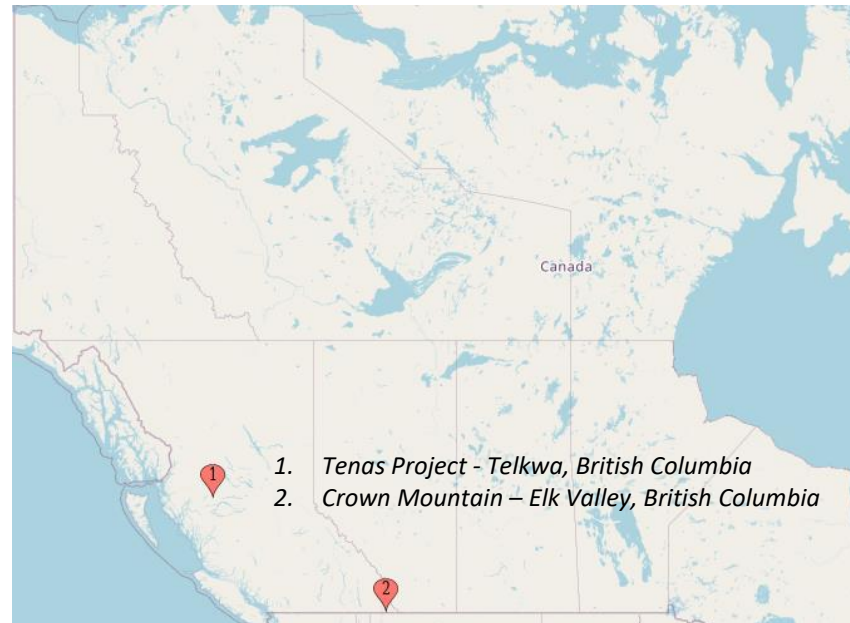 Canada
1
1. Tenas Project - Telkwa, British Columbia
2. Crown Mountain – Elk Valley, British Columbia
2